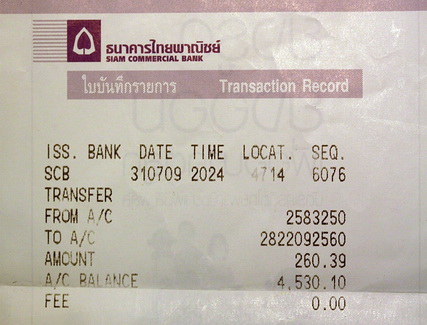 ธนาคารไทยพาณิชย์
SIAM COMMERCIAL BANK
ใบบันทึกรายการ Transaction Record
ISS. BANK DATE TIME LOCAT. SEQ.
SCB 310709 2024 4714 6076
TRANSFER
FROM A/C 2583250
TO A/C 2822092560
AMOUNT 260.39
A/C BALANCE 4,530.10
FEE 0.00